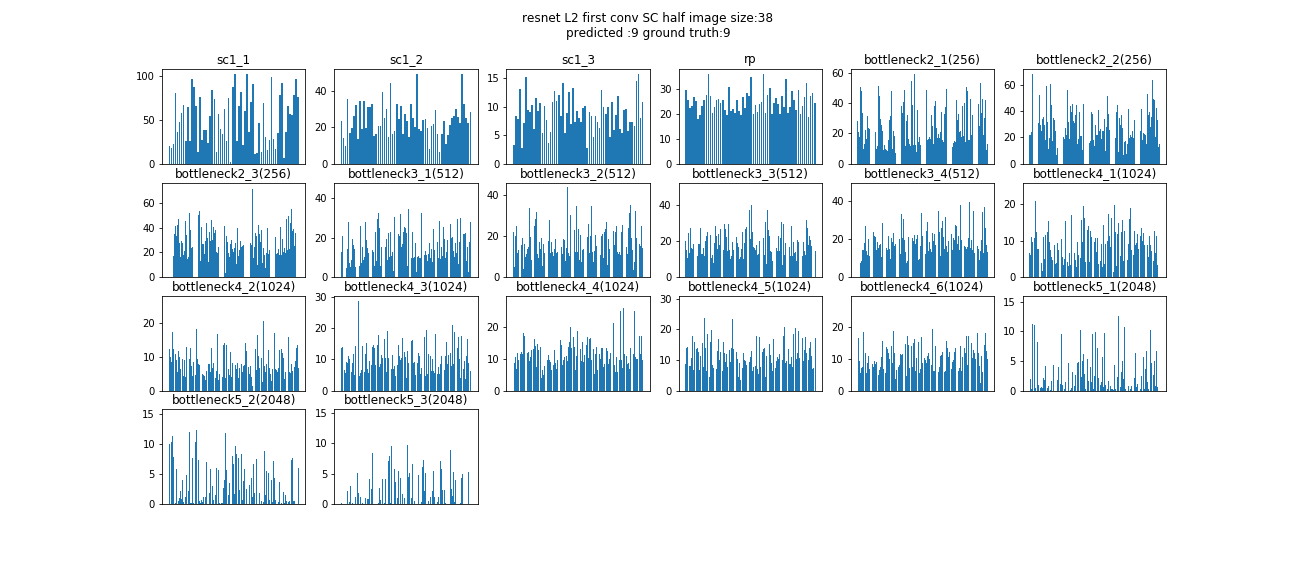 resnet L2 first conv SC half image size:38
predicted :9 ground truth:9
sc1_1 sc1_2 sc1_3 rp bottleneck2_1(256) bottleneck2_2(256)
100 50 0 40 20 0 15 10 5 0 30 20 10 0 60 40 20 0 60 40 20 0
bottleneck2_3(256) bottleneck3_1(512) bottleneck3_2(512) bottleneck3_3(512) bottleneck3_4(512) bottleneck4_1(1024)
60 40 20 0 40 20 0 40 20 0 40 20 0 40 20 0 20 10 0
bottleneck4_2(1024) bottleneck4_3(1024) bottleneck4_4(1024) bottleneck4_5(1024) bottleneck4_6(1024) bottleneck5_1(2048)
20 10 0 30 20 10 0 20 10 0 30 20 10 0 20 10 0 15 10 5 0
bottleneck5_2(2048) bottleneck5_3(2048)
15 10 5 0 15 10 5 0